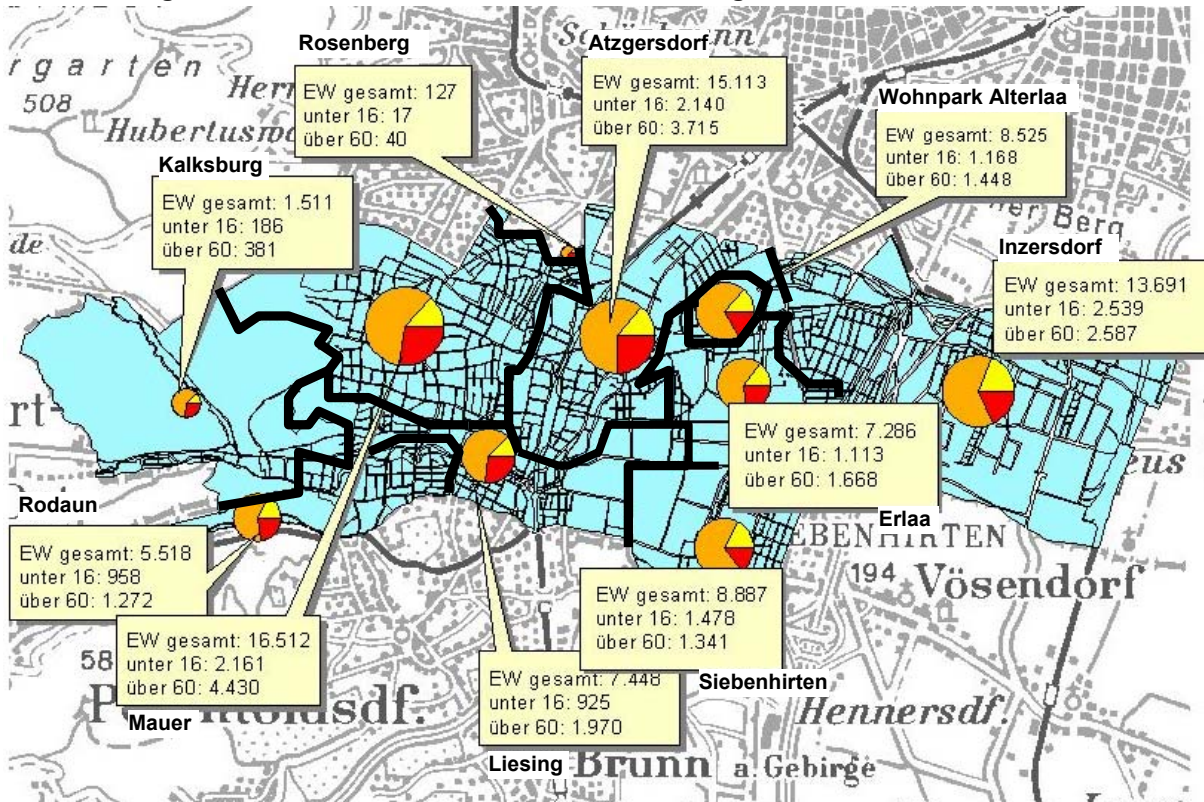 Rosenberg
EW gesamt: 127
unter 16: 17
über 60: 40
Atzgersdorf
EW gesamt: 15.113
unter 16: 2.140
über 60: 3.715
Wohnpark Alterlaa
EW gesamt: 8.525
unter 16: 1.168
über 60: 1.448
rgarten
508
Kalksburg
EW gesamt: 1.511
unter 16: 186
über 60: 381
de
Berg
Inzersdorf
EW gesamt: 13.691
unter 16: 2.539
über 60: 2.587
rt-
EW gesamt: 7.286
unter 16: 1.113
über 60: 1.668
Erlaa
Rodaun
EW gesamt: 5.518
unter 16: 958
über 60: 1.272
EBENHIRTEN
194
Vösendorf
EW gesamt: 8.887
unter 16: 1.478
über 60: 1.341
Siebenhirten
EW gesamt: 16.512
unter 16: 2.161
über 60: 4.430
Mauer
58
EW gesamt: 7.448
unter 16: 925
über 60: 1.970
Liesing
Hennersdf.
Brunn a. Gebirge